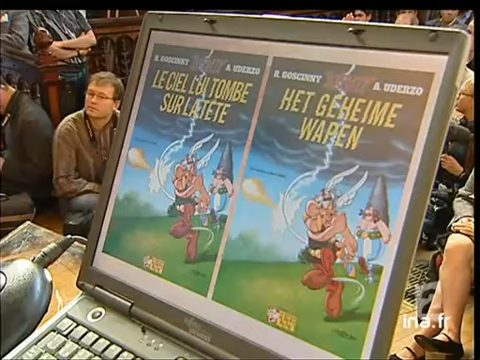 R. GOSCINNY
A. UDERZO
LE CIEL LUI TOMBE
SUR LA TÊTE
R. GOSCINNY
A. UDERZO
HET GEHEIME
WAPEN
ina.fr